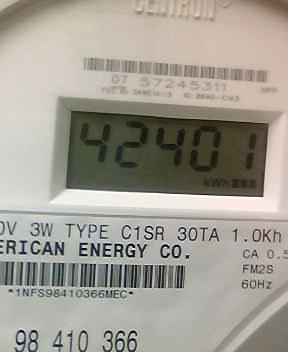 CENTRON®
07 57245311
42401
kWh
0V 3W TYPE C1SR 30TA 1.0Kh
ERICAN ENERGY CO.
CA 0.5
*1NFS98410366MEC*
FM2S
60Hz
98 410 366